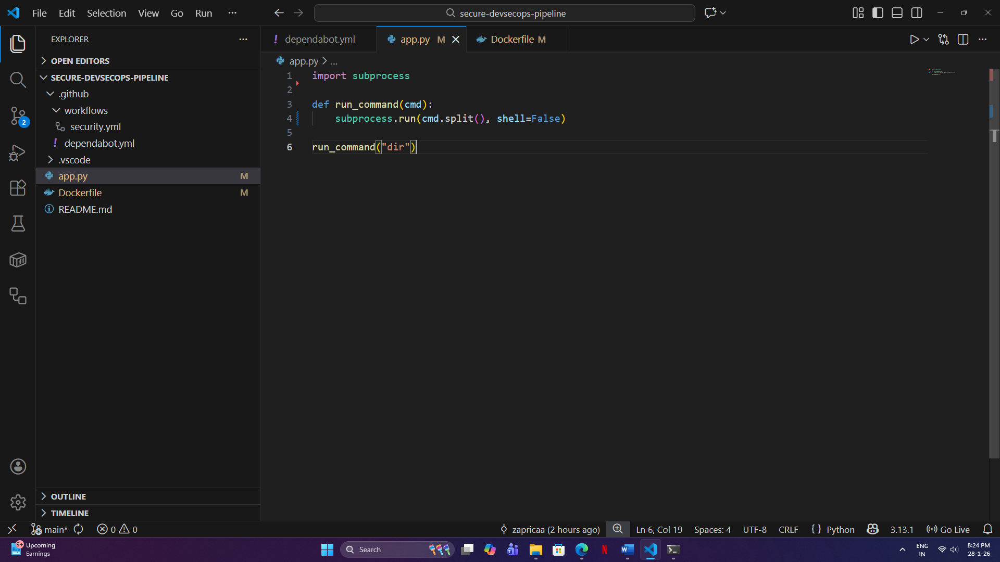 File Edit Selection View Go Run ...
secure-devsecops-pipeline
EXPLORER
OPEN EDITORS
SECURE-DEVSECOPS-PIPELINE
.github
workflows
security.yml
dependabot.yml
.vscode
app.py M
Dockerfile M
README.md
OUTLINE
TIMELINE
2
dependabot.yml
app.py M
Dockerfile M
app.py > ...
1 import subprocess
2
3 def run_command(cmd):
4 subprocess.run(cmd.split(), shell=False)
5
6 run_command("dir")
main* 0 0
zapricaa (2 hours ago) Ln 6, Col 19 Spaces: 4 UTF-8 CRLF { } Python 3.13.1 Go Live
9+ Upcoming
Earnings
Search
ENG
IN
8:24 PM
28-1-26